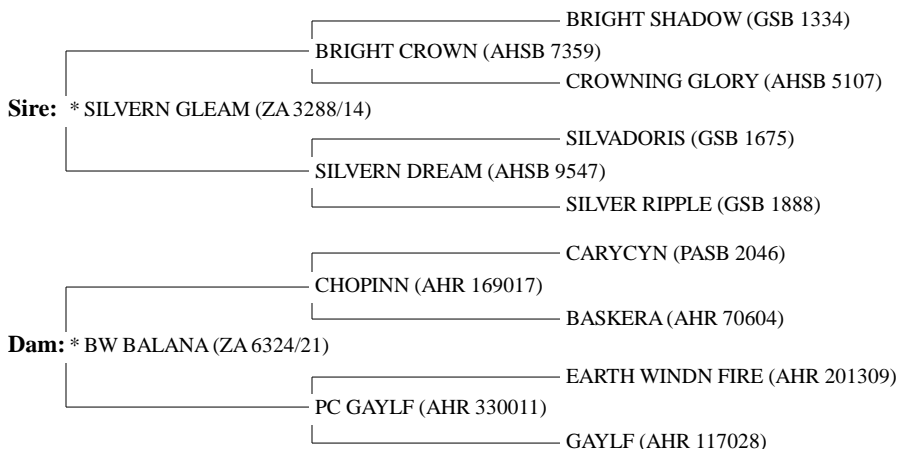 BRIGHT SHADOW (GSB 1334)
BRIGHT CROWN (AHSB 7359)
CROWNING GLORY (AHSB 5107)
Sire: * SILVERN GLEAM (ZA 3288/14)
SILVADORIS (GSB 1675)
SILVERN DREAM (AHSB 9547)
SILVER RIPPLE (GSB 1888)
CARYCYN (PASB 2046)
CHOPINN (AHR 169017)
BASKERA (AHR 70604)
Dam: * BW BALANA (ZA 6324/21)
EARTH WINDN FIRE (AHR 201309)
PC GAYLF (AHR 330011)
GAYLF (AHR 117028)